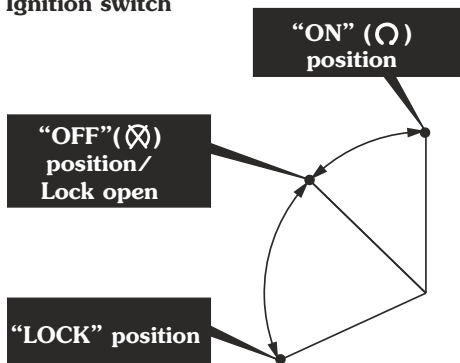 Ignition switch
“ON” (
)
position
“OFF”(
)
position/
Lock open
“LOCK” position